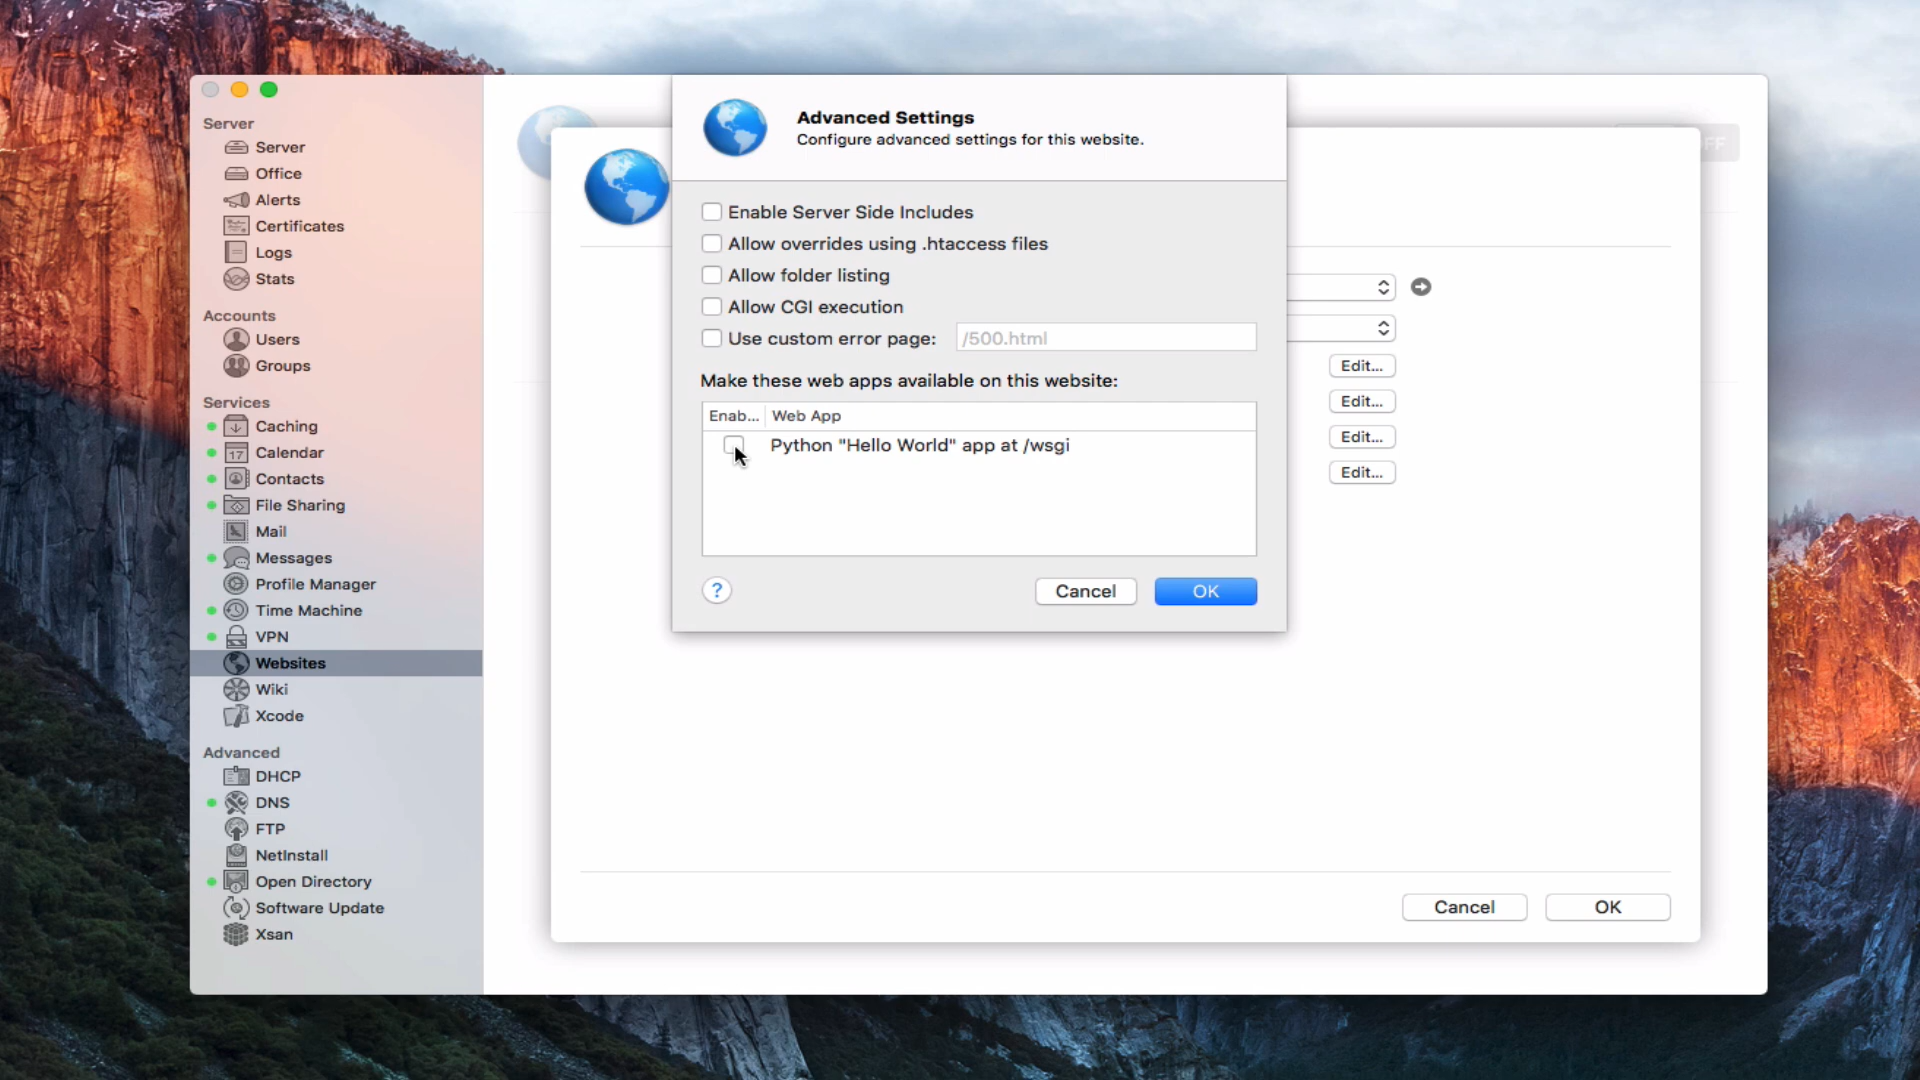 Server
Server
Office
Alerts
Certificates
Logs
Stats
Accounts
Users
Groups
Services
Caching
17 Calendar
Contacts
File Sharing
Mail
Messages
Profile Manager
Time Machine
VPN
Websites
Wiki
Xcode
Advanced
DHCP
DNS
FTP
NetInstall
Open Directory
Software Update
Xsan
Advanced Settings
Configure advanced settings for this website.
Enable Server Side Includes
Allow overrides using .htaccess files
Allow folder listing
Allow CGI execution
Use custom error page: /500.html
Make these web apps available on this website:
Enab... Web App
Python "Hello World" app at /wsgi
?
Cancel OK
FF
Edit...
Edit...
Edit...
Edit...
Cancel OK